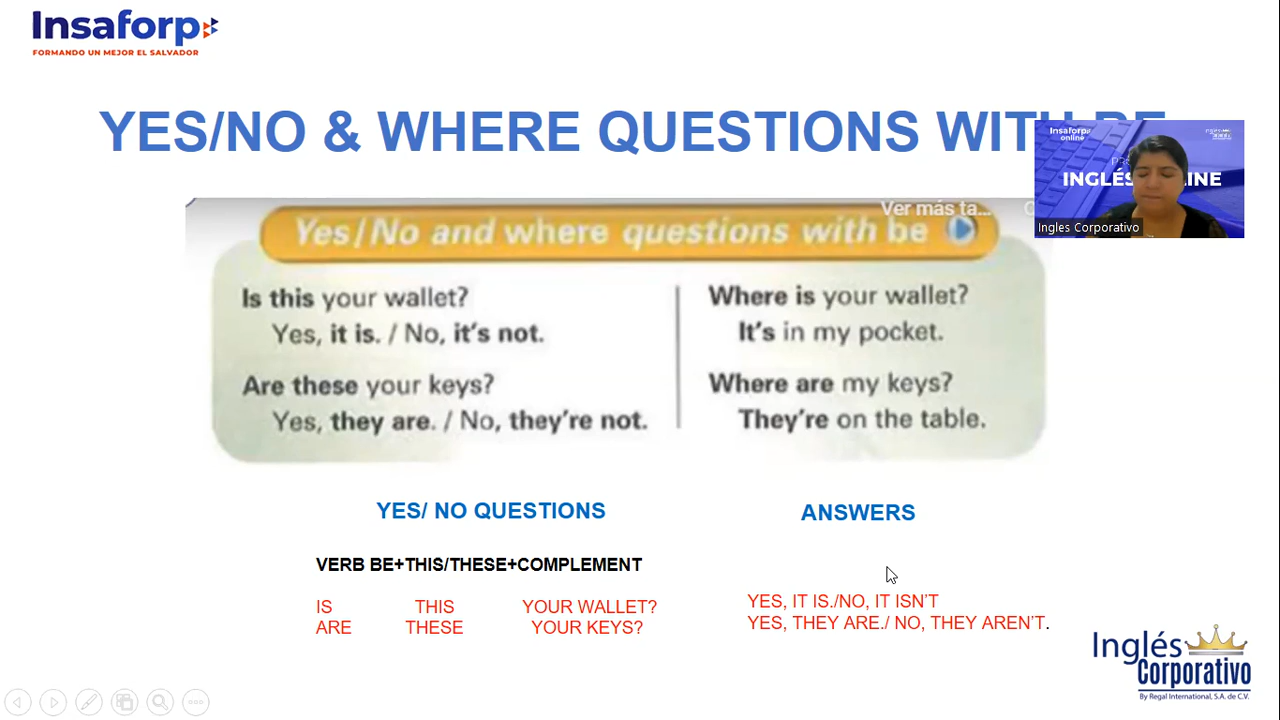 Insaforp
FORMANDO UN MEJOR EL SALVADOR
YES/NO & WHERE QUESTIONS WITH BE
Insaforp
online
INGLÉS
Ingles Corporativo
Ver más ta...
Yes/No and where questions with be
Is this your wallet?
Yes, it is. / No, it's not.
Are these your keys?
Yes, they are. / No, they're not.
Where is your wallet?
It's in my pocket.
Where are my keys?
They're on the table.
YES/ NO QUESTIONS
VERB BE+THIS/THESE+COMPLEMENT
IS THIS YOUR WALLET?
ARE THESE YOUR KEYS?
ANSWERS
YES, IT IS./NO, IT ISN'T
YES, THEY ARE./ NO, THEY AREN'T.
Inglés
Corporativo
By Regal International, S.A. de C.V.